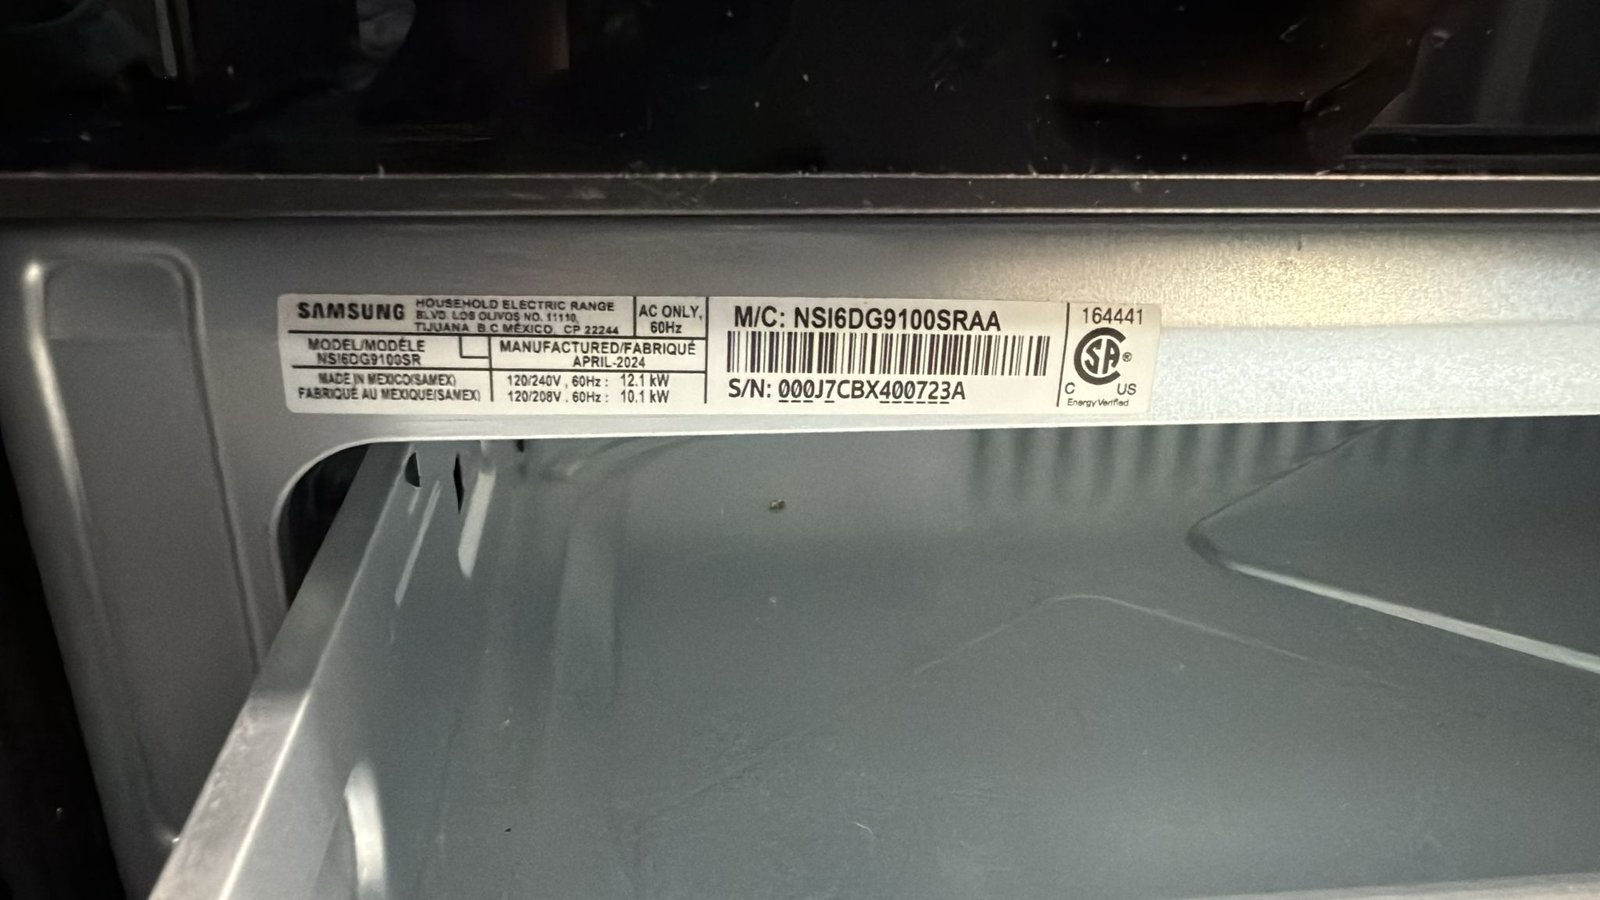 SAMSUNG
HOUSEHOLD ELECTRIC RANGE
BLVD. LOS OLIVOS NO. 11110,
TIJUANA B.C MÉXICO, CP 22244
AC ONLY,
60Hz
MODEL/MODÈLE
NSI6DG9100SR
MANUFACTURED/FABRIQUÉ
APRIL-2024
MADE IN MEXICO(SAMEX)
FABRIQUÉ AU MEXIQUE(SAMEX)
120/240V , 60Hz : 12.1 kW
120/208V , 60Hz : 10.1 kW
M/C: NSI6DG9100SRAA
S/N: 000J7CBX400723A
164441
SA ®
C US
Energy Verified